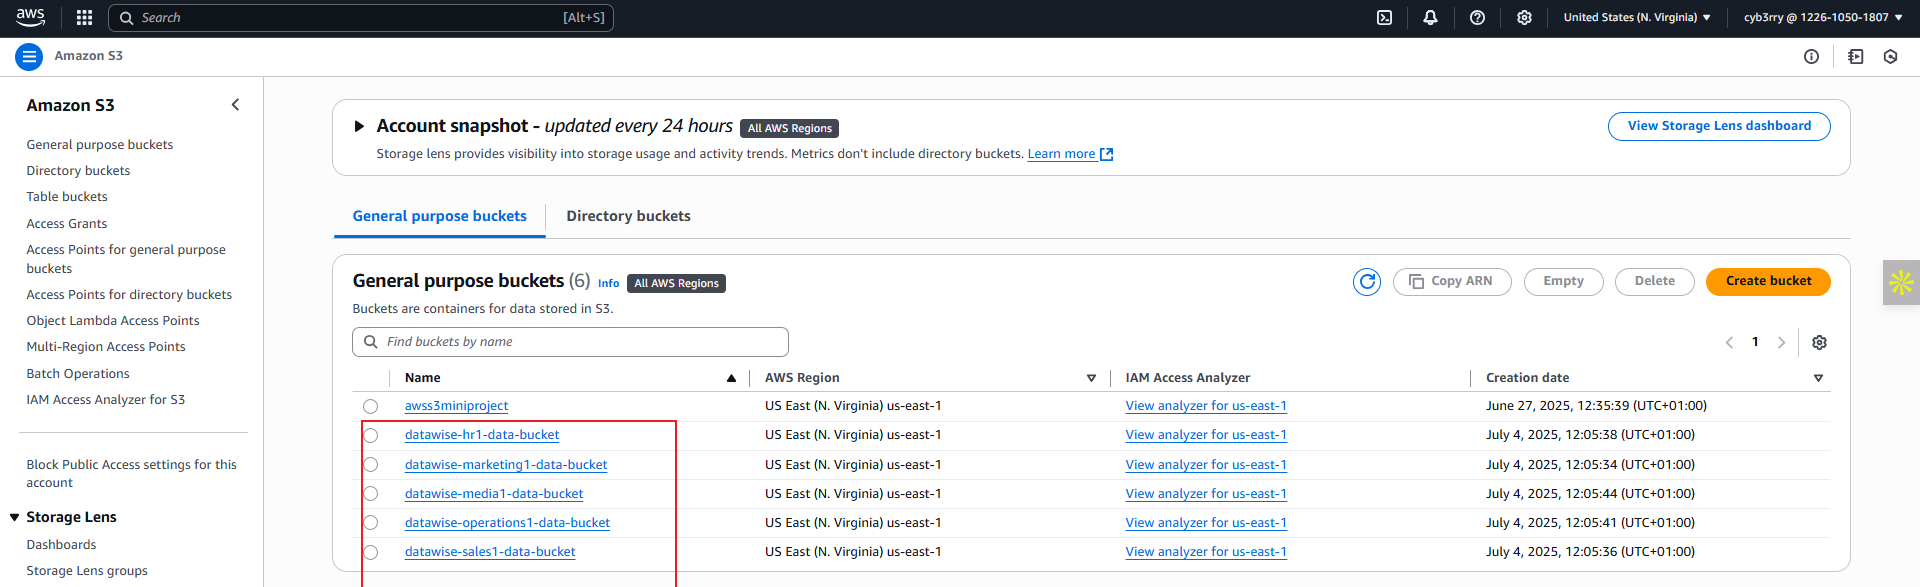 aws
Search [Alt+S]
United States (N. Virginia) ▼
cyb3rry @ 1226-1050-1807 ▼
Amazon S3
Amazon S3
General purpose buckets
Directory buckets
Table buckets
Access Grants
Access Points for general purpose
buckets
Access Points for directory buckets
Object Lambda Access Points
Multi-Region Access Points
Batch Operations
IAM Access Analyzer for S3
Block Public Access settings for this
account
Storage Lens
Dashboards
Storage Lens groups
Account snapshot - updated every 24 hours All AWS Regions
View Storage Lens dashboard
Storage lens provides visibility into storage usage and activity trends. Metrics don't include directory buckets. Learn more
General purpose buckets Directory buckets
General purpose buckets (6) Info All AWS Regions
Copy ARN Empty Delete Create bucket
Buckets are containers for data stored in S3.
Find buckets by name
1
Name AWS Region IAM Access Analyzer Creation date
awss3miniproject US East (N. Virginia) us-east-1 View analyzer for us-east-1 June 27, 2025, 12:35:39 (UTC+01:00)
datawise-hr1-data-bucket US East (N. Virginia) us-east-1 View analyzer for us-east-1 July 4, 2025, 12:05:38 (UTC+01:00)
datawise-marketing1-data-bucket US East (N. Virginia) us-east-1 View analyzer for us-east-1 July 4, 2025, 12:05:34 (UTC+01:00)
datawise-media1-data-bucket US East (N. Virginia) us-east-1 View analyzer for us-east-1 July 4, 2025, 12:05:44 (UTC+01:00)
datawise-operations1-data-bucket US East (N. Virginia) us-east-1 View analyzer for us-east-1 July 4, 2025, 12:05:41 (UTC+01:00)
datawise-sales1-data-bucket US East (N. Virginia) us-east-1 View analyzer for us-east-1 July 4, 2025, 12:05:36 (UTC+01:00)